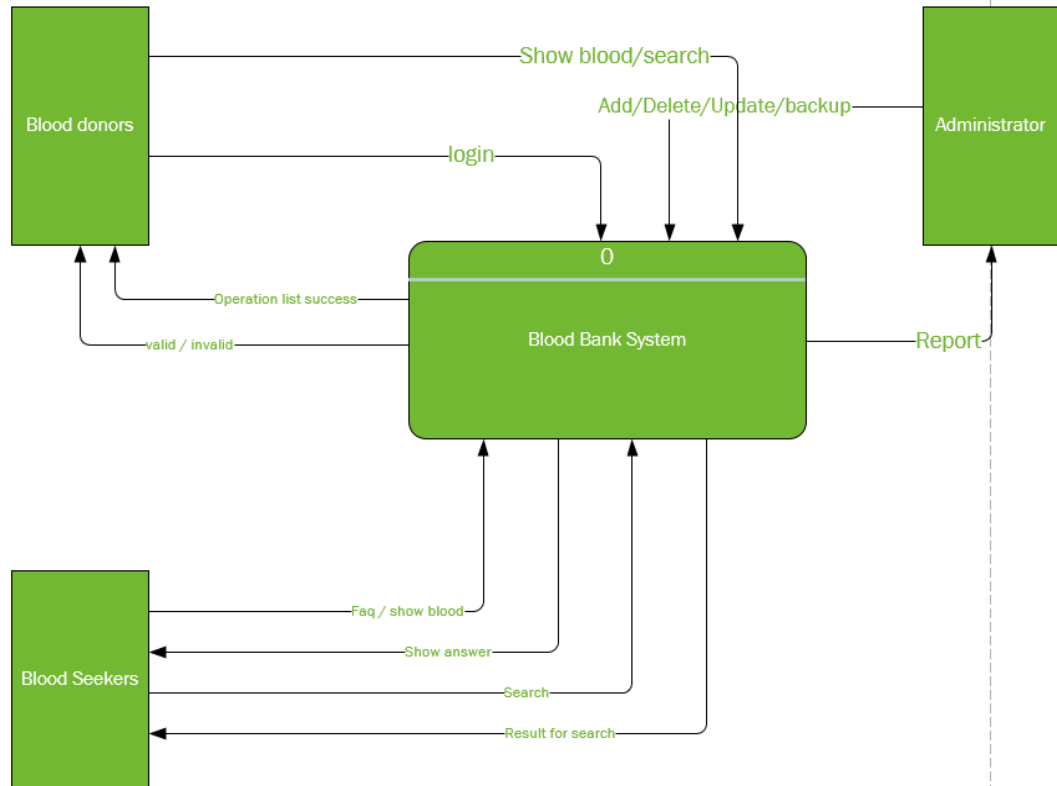 Show blood/search
Add/Delete/Update/backup
Blood donors
Administrator
login
0
Operation list success
Blood Bank System
Report
valid / invalid
Faq / show blood
Show answer
Blood Seekers
Search
Result for search